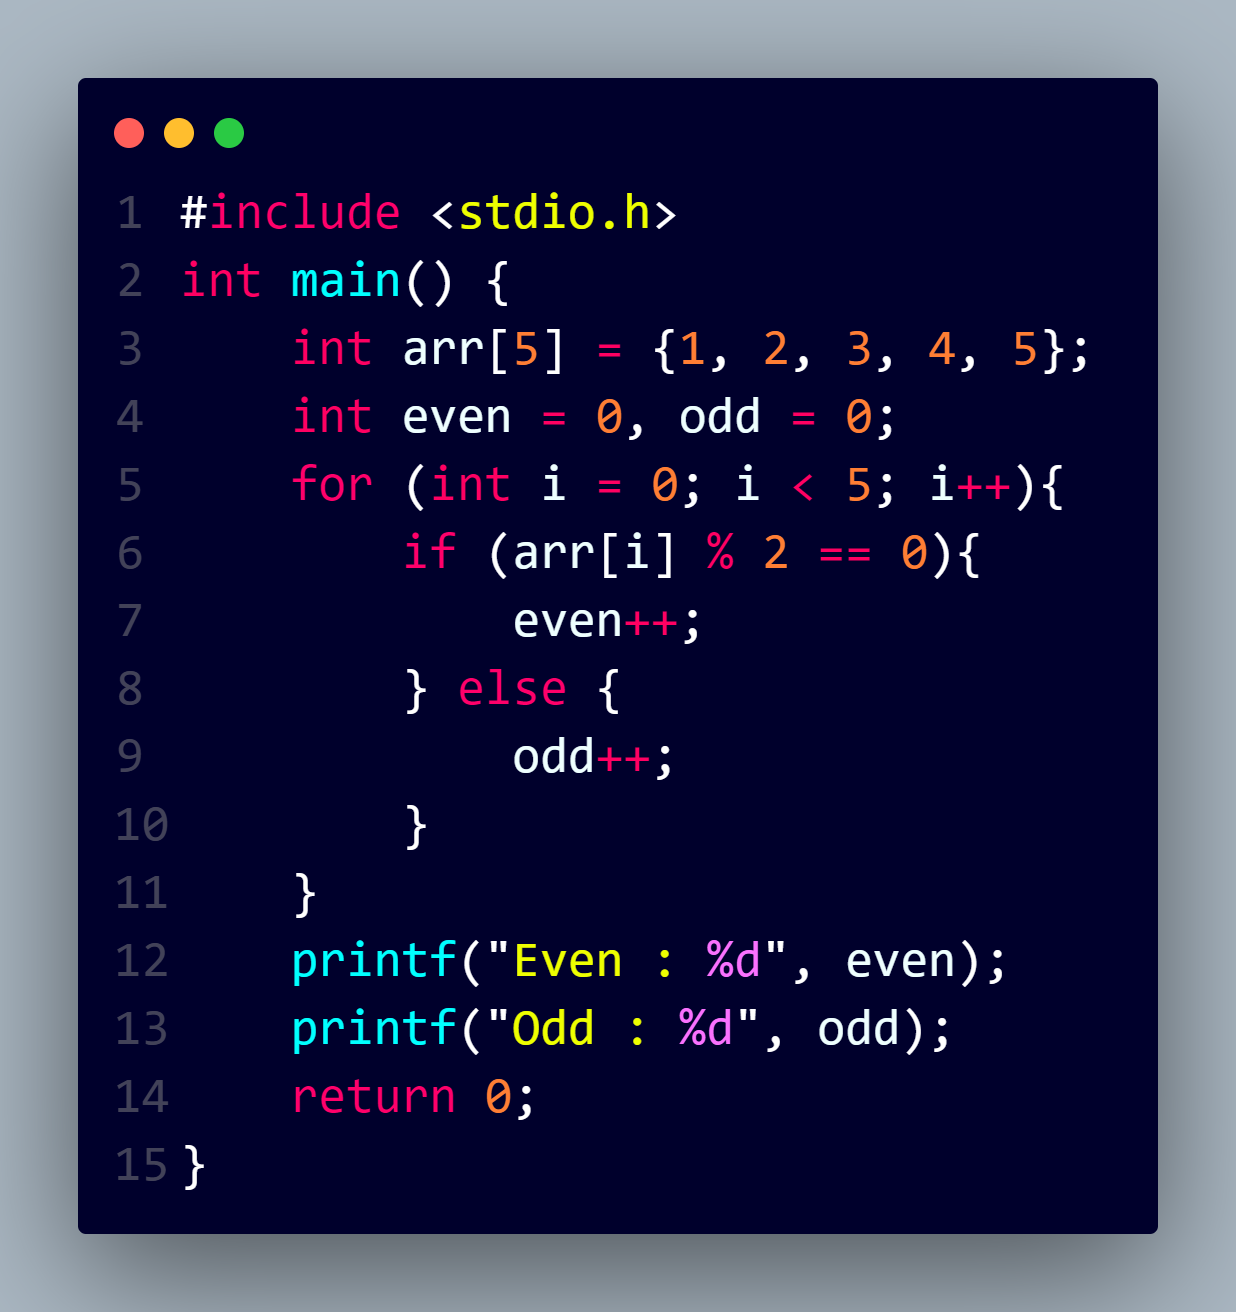 1 #include <stdio.h>
2 int main() {
3     int arr[5] = {1, 2, 3, 4, 5};
4     int even = 0, odd = 0;
5     for (int i = 0; i < 5; i++){
6         if (arr[i] % 2 == 0){
7             even++;
8         } else {
9             odd++;
10         }
11     }
12     printf("Even : %d", even);
13     printf("Odd : %d", odd);
14     return 0;
15 }